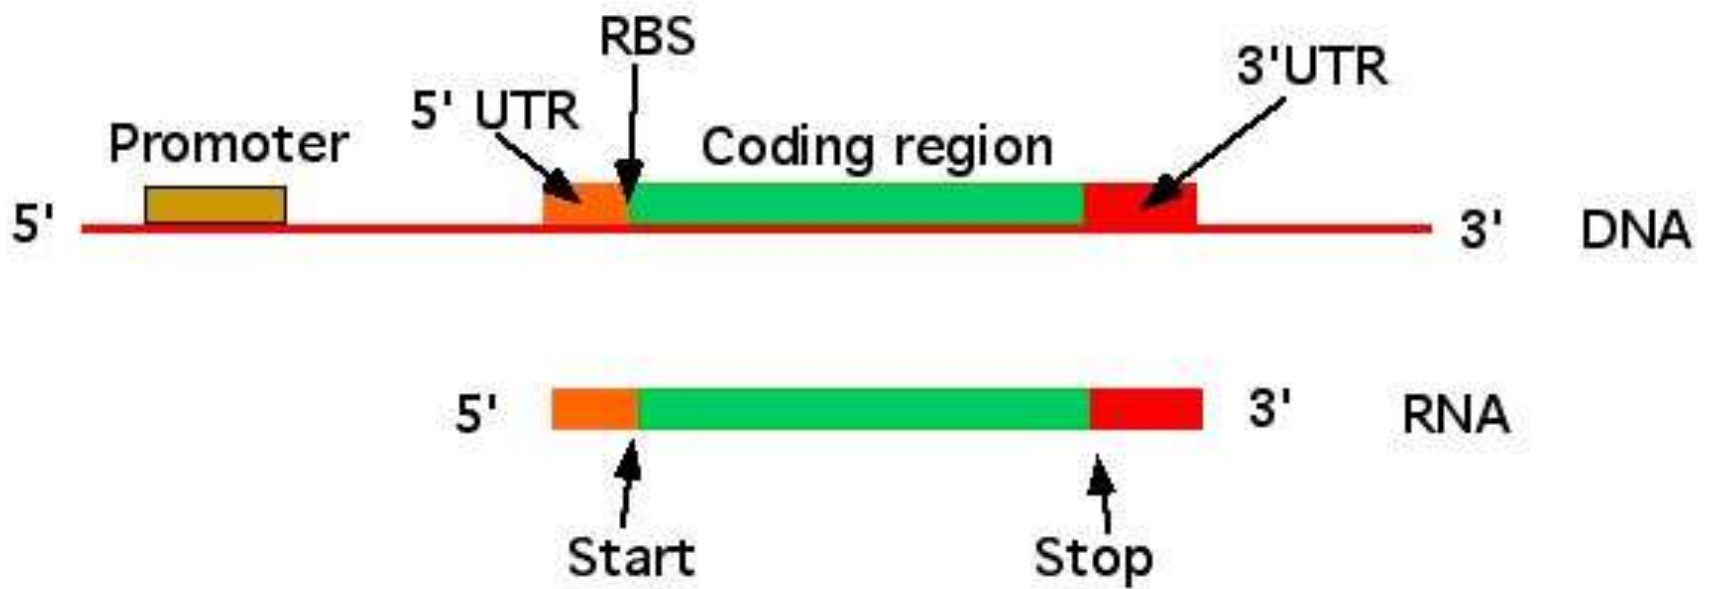 RBS
3'UTR
5' UTR
Promoter
Coding region
5'
3'
DNA
5'
3'
RNA
Start
Stop